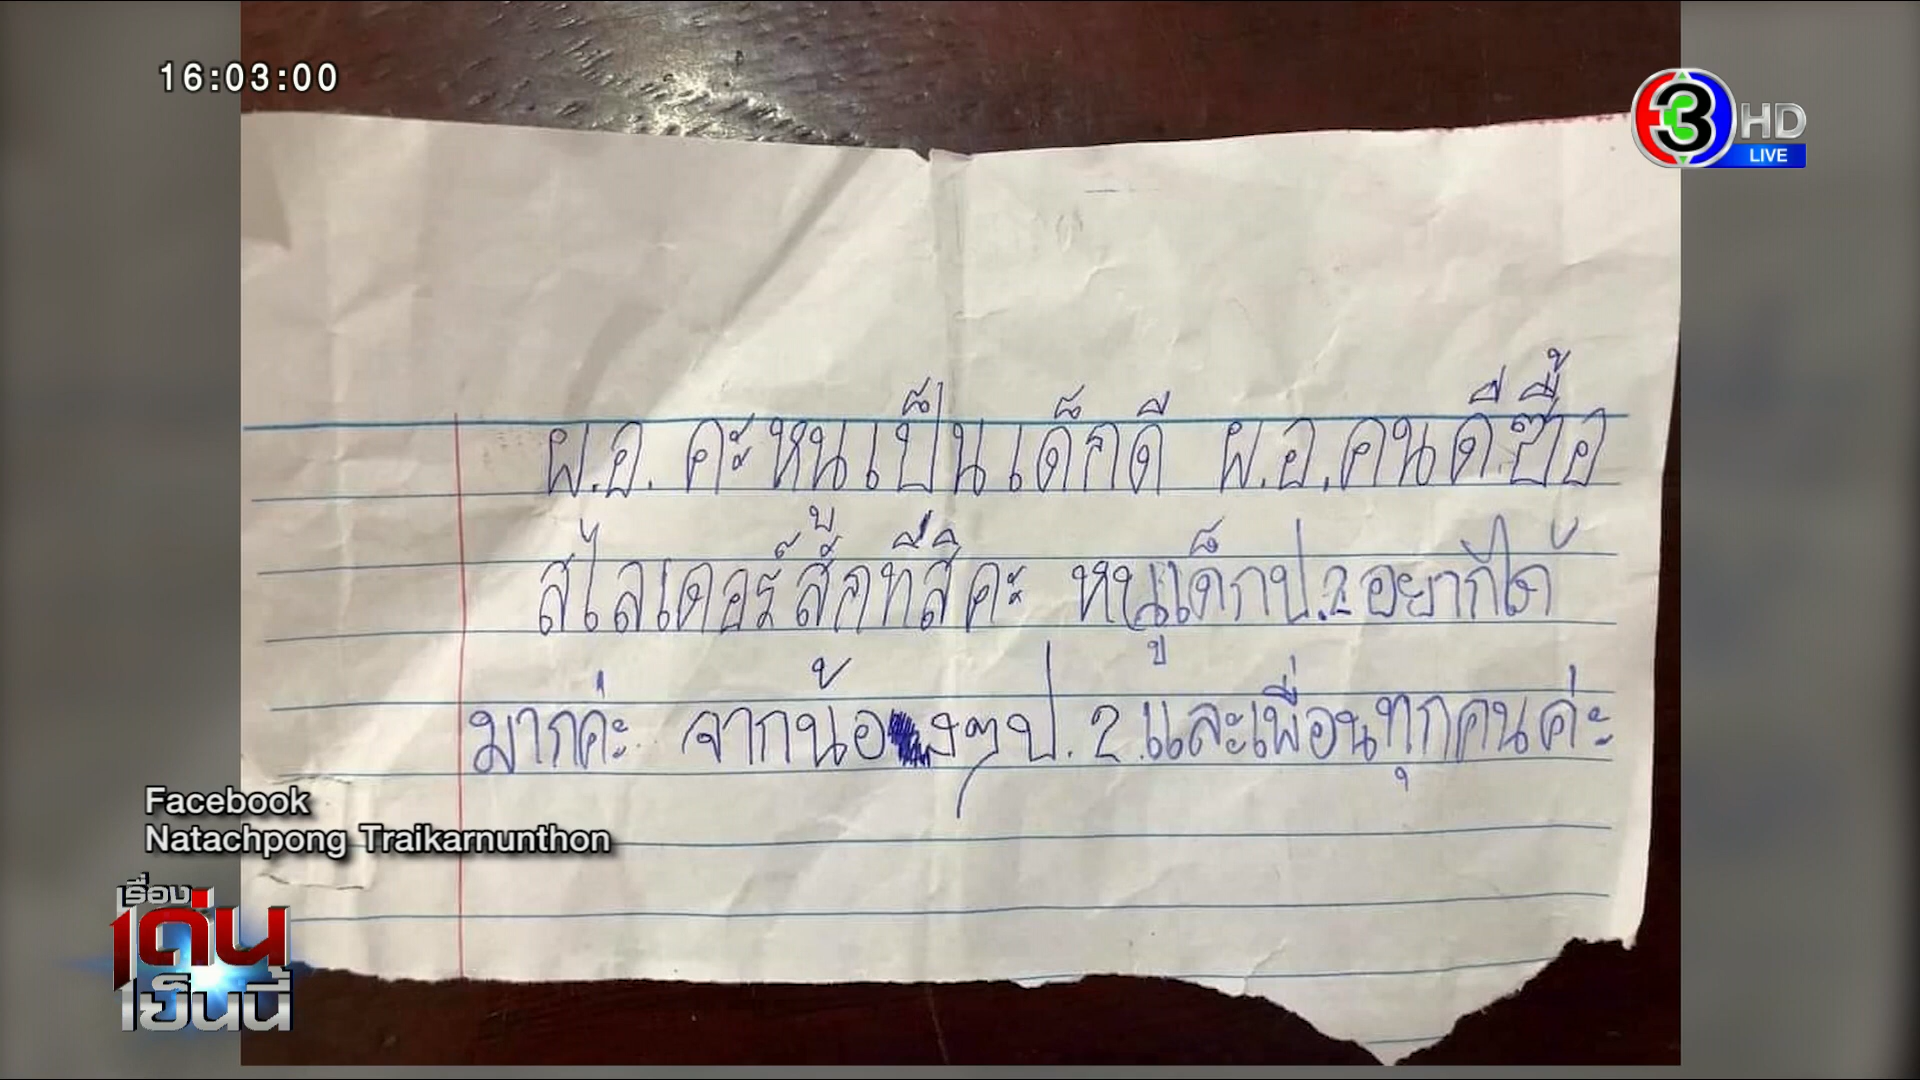 16:03:00
3 HD
LIVE
ผ.อ. คะหนูเป็นเด็กดี ผ.อ.คนดีซื้อ
สไลเดอร์สักทีสิคะ หนูเด็กป.2อยากได้
มากค่ะ จากน้องๆป.2.และเพื่อนทุกคนค่ะ
Facebook
Natachpong Traikarnunthon
เรื่อง
เด่น
เย็นนี้